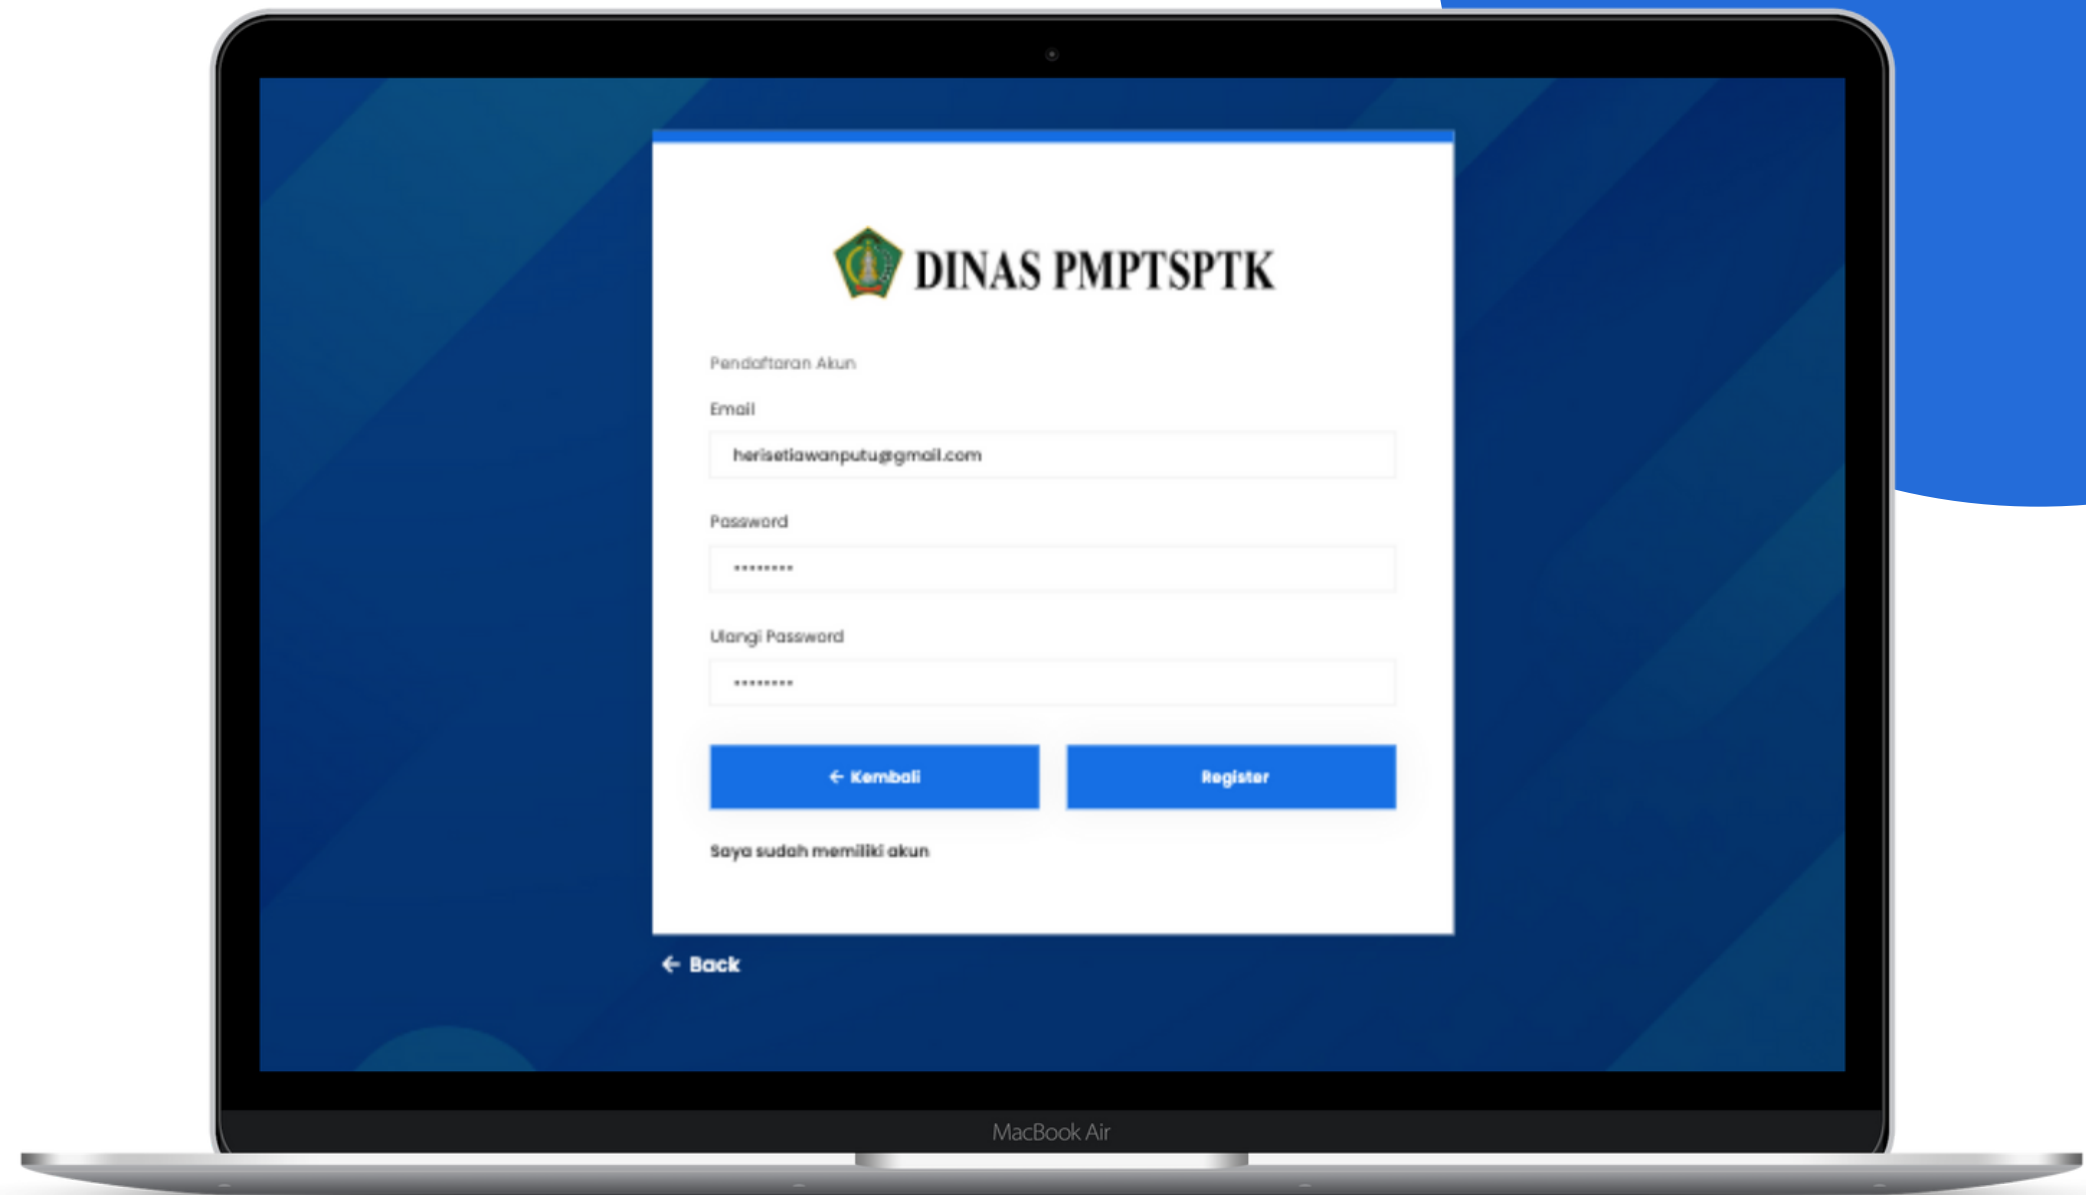 DINAS PMPTSPTK
Pendaftaran Akun
Email
herisetiawanputu@gmail.com
Password
********
Ulangi Password
********
← Kembali
Register
Saya sudah memiliki akun
← Back
MacBook Air